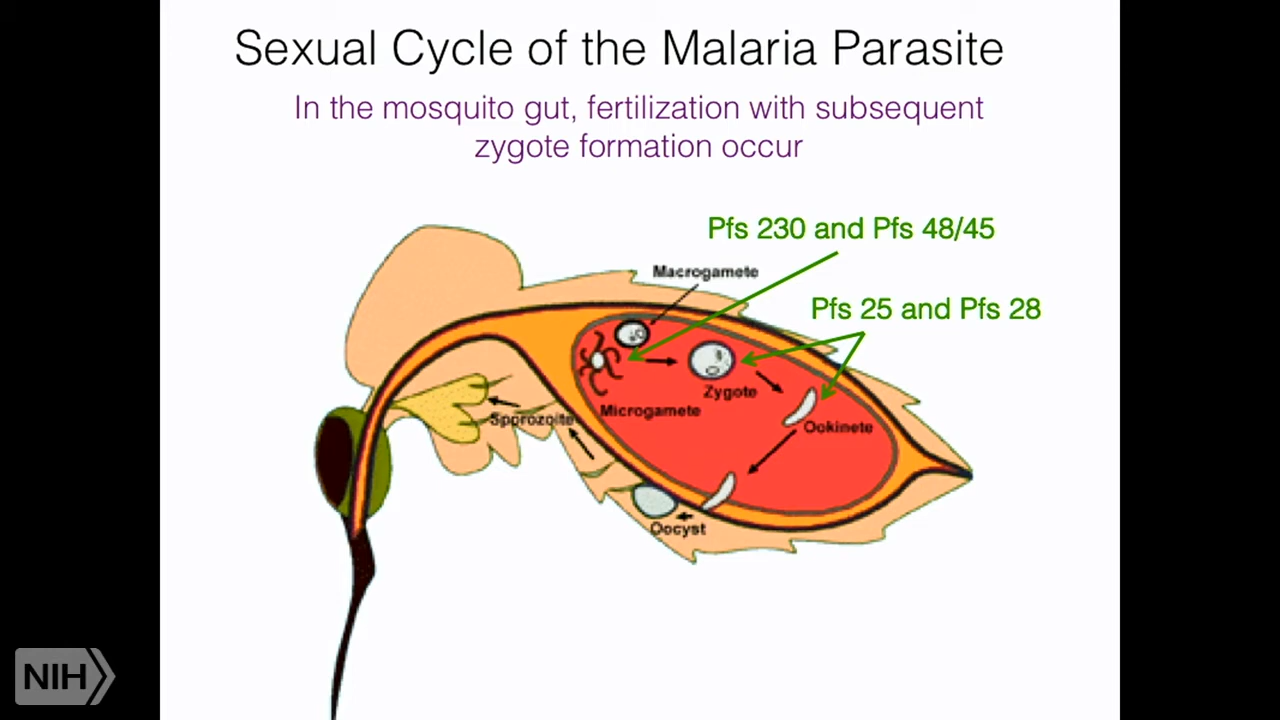 Sexual Cycle of the Malaria Parasite
In the mosquito gut, fertilization with subsequent
zygote formation occur
Pfs 230 and Pfs 48/45
Macrogamete
Pfs 25 and Pfs 28
Zygote
Microgamete
Sporozoite
Ookinete
Oocyst
NIH